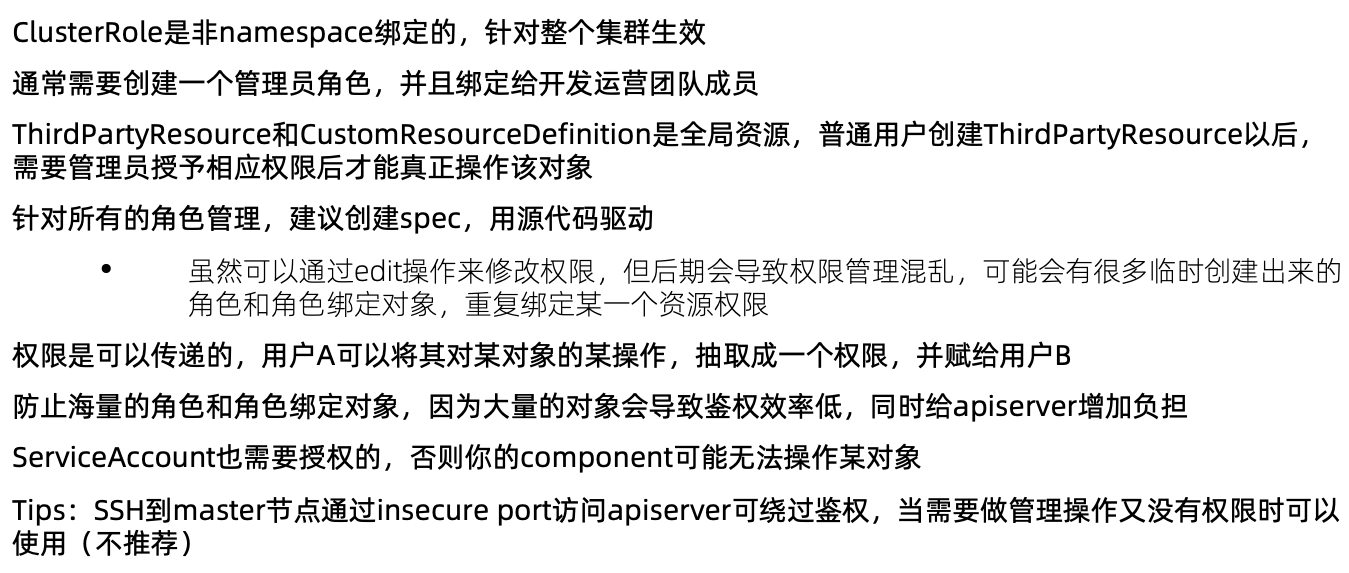 ClusterRole是非namespace绑定的，针对整个集群生效
通常需要创建一个管理员角色，并且绑定给开发运营团队成员
ThirdPartyResource和CustomResourceDefinition是全局资源，普通用户创建ThirdPartyResource以后，
需要管理员授予相应权限后才能真正操作该对象
针对所有的角色管理，建议创建spec，用源代码驱动
• 虽然可以通过edit操作来修改权限，但后期会导致权限管理混乱，可能会有很多临时创建出来的
角色和角色绑定对象，重复绑定某一个资源权限
权限是可以传递的，用户A可以将其对某对象的某操作，抽取成一个权限，并赋给用户B
防止海量的角色和角色绑定对象，因为大量的对象会导致鉴权效率低，同时给apiserver增加负担
ServiceAccount也需要授权的，否则你的component可能无法操作某对象
Tips：SSH到master节点通过insecure port访问apiserver可绕过鉴权，当需要做管理操作又没有权限时可以
使用（不推荐）